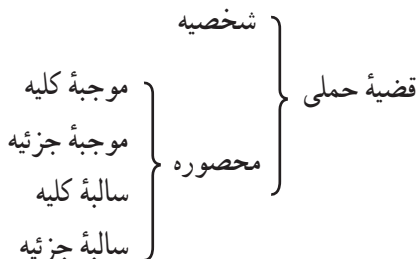 قضیهٔ حملی
شخصیه
محصوره
موجبهٔ کلیه
موجبهٔ جزئیه
سالبهٔ کلیه
سالبهٔ جزئیه